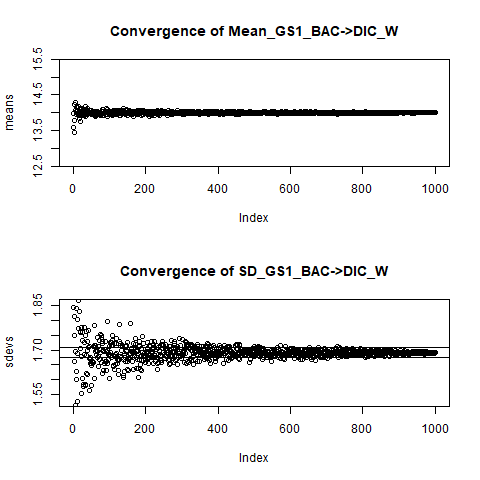 Convergence of Mean_GS1_BAC->DIC_W
15.5
14.5
13.5
12.5
means
0 200 400 600 800 1000
Index
Convergence of SD_GS1_BAC->DIC_W
1.85
1.70
1.55
sdevs
0 200 400 600 800 1000
Index